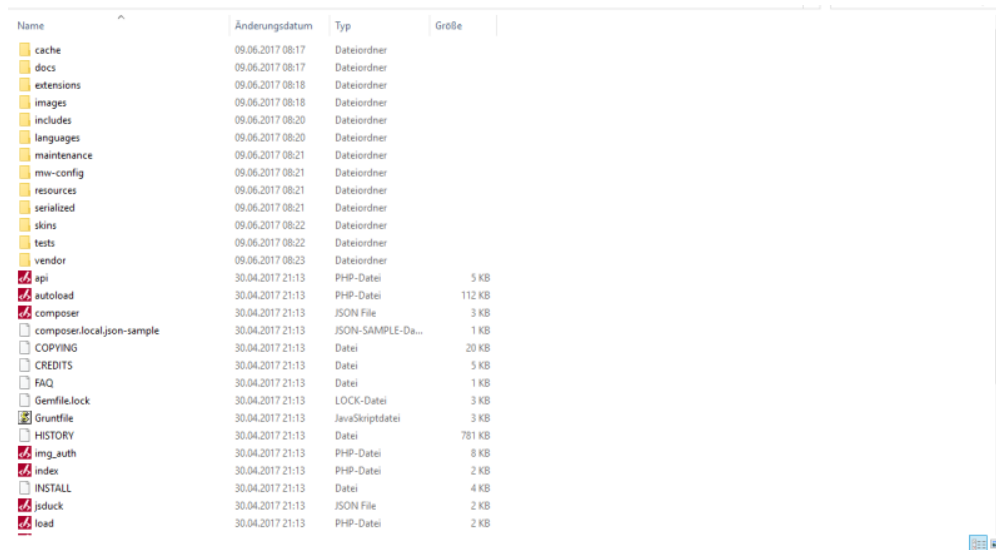 Name Änderungsdatum Typ Größe
cache 09.06.2017 08:17 Dateiordner
docs 09.06.2017 08:17 Dateiordner
extensions 09.06.2017 08:18 Dateiordner
images 09.06.2017 08:18 Dateiordner
includes 09.06.2017 08:20 Dateiordner
languages 09.06.2017 08:20 Dateiordner
maintenance 09.06.2017 08:21 Dateiordner
mw-config 09.06.2017 08:21 Dateiordner
resources 09.06.2017 08:21 Dateiordner
serialized 09.06.2017 08:21 Dateiordner
skins 09.06.2017 08:22 Dateiordner
tests 09.06.2017 08:22 Dateiordner
vendor 09.06.2017 08:23 Dateiordner
api 30.04.2017 21:13 PHP-Datei 5 KB
autoload 30.04.2017 21:13 PHP-Datei 112 KB
composer 30.04.2017 21:13 JSON File 3 KB
composer.local.json-sample 30.04.2017 21:13 JSON-SAMPLE-Da... 1 KB
COPYING 30.04.2017 21:13 Datei 20 KB
CREDITS 30.04.2017 21:13 Datei 5 KB
FAQ 30.04.2017 21:13 Datei 1 KB
Gemfile.lock 30.04.2017 21:13 LOCK-Datei 3 KB
Gruntfile 30.04.2017 21:13 JavaSkriptdatei 3 KB
HISTORY 30.04.2017 21:13 Datei 781 KB
img_auth 30.04.2017 21:13 PHP-Datei 8 KB
index 30.04.2017 21:13 PHP-Datei 2 KB
INSTALL 30.04.2017 21:13 Datei 4 KB
jsduck 30.04.2017 21:13 JSON File 2 KB
load 30.04.2017 21:13 PHP-Datei 2 KB